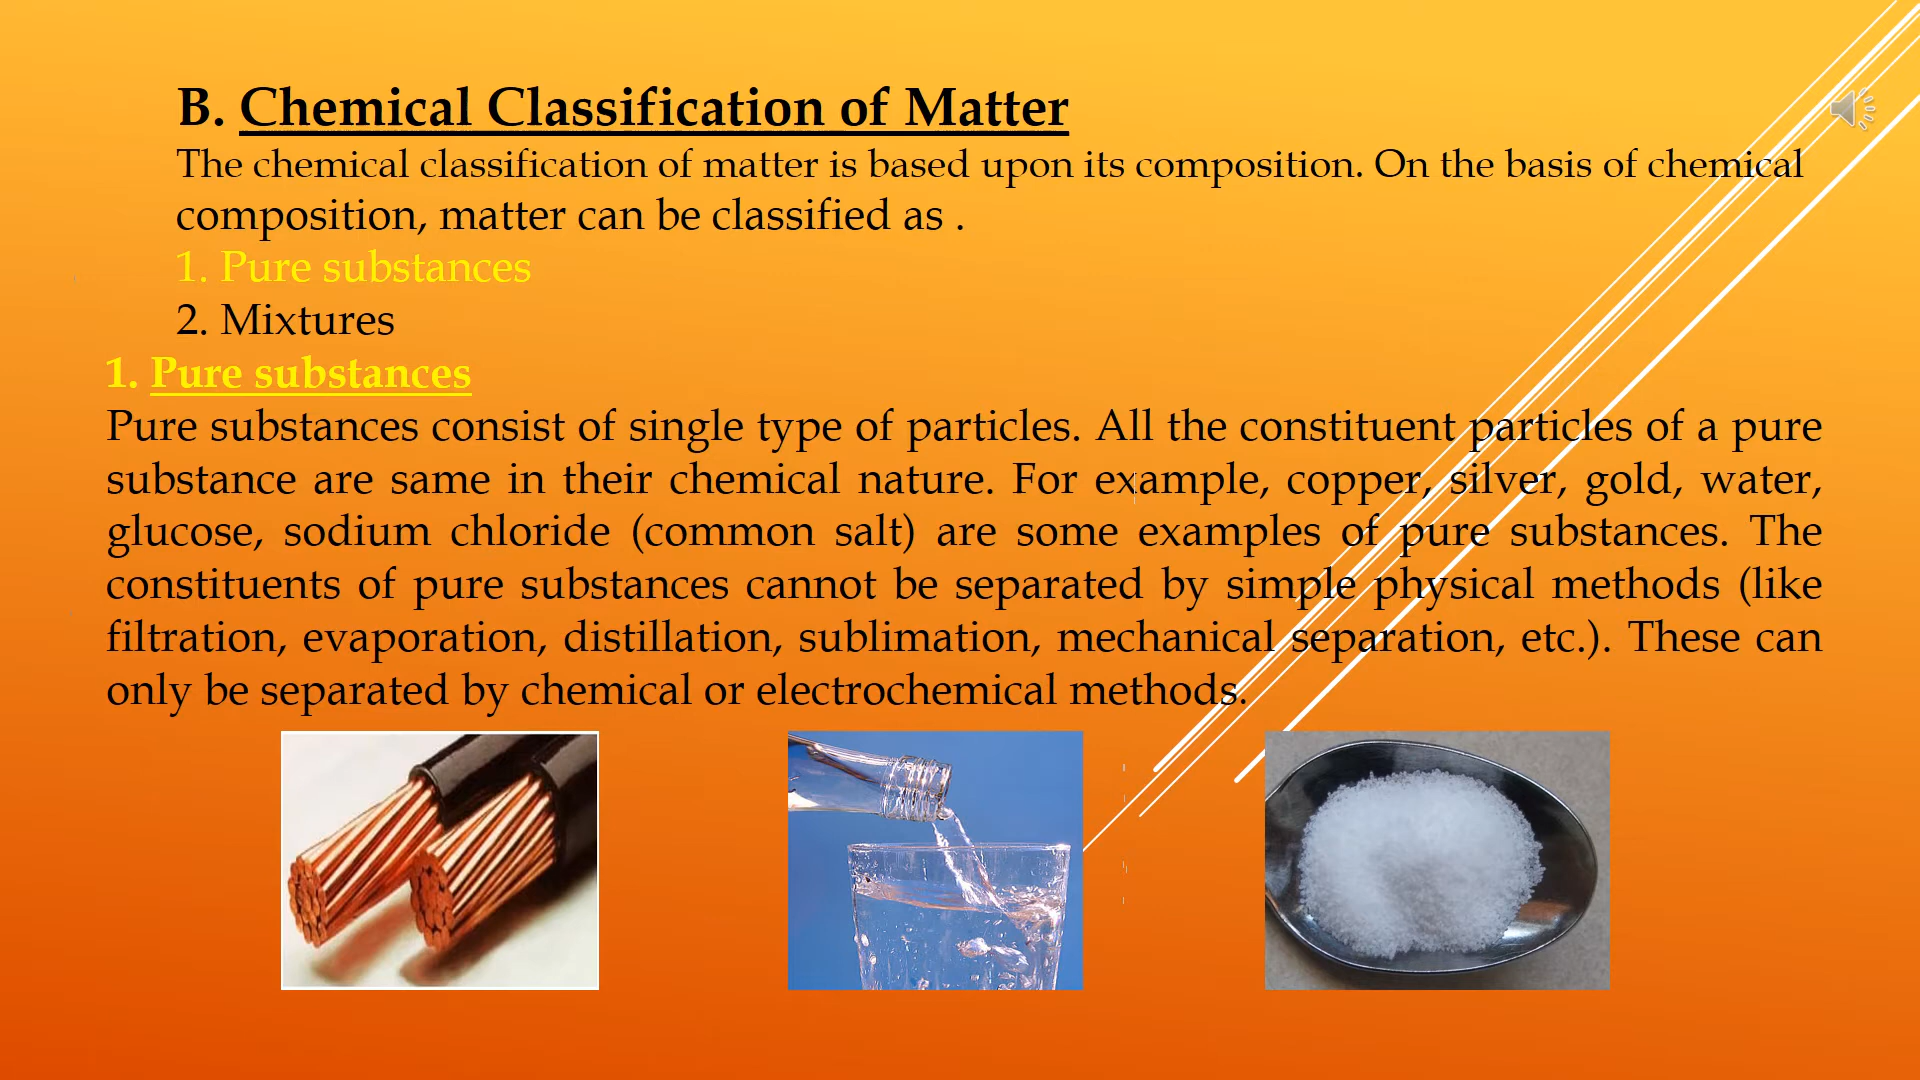 B. Chemical Classification of Matter
The chemical classification of matter is based upon its composition. On the basis of chemical
composition, matter can be classified as .
1. Pure substances
2. Mixtures
1. Pure substances
Pure substances consist of single type of particles. All the constituent particles of a pure
substance are same in their chemical nature. For example, copper, silver, gold, water,
glucose, sodium chloride (common salt) are some examples of pure substances. The
constituents of pure substances cannot be separated by simple physical methods (like
filtration, evaporation, distillation, sublimation, mechanical separation, etc.). These can
only be separated by chemical or electrochemical methods.